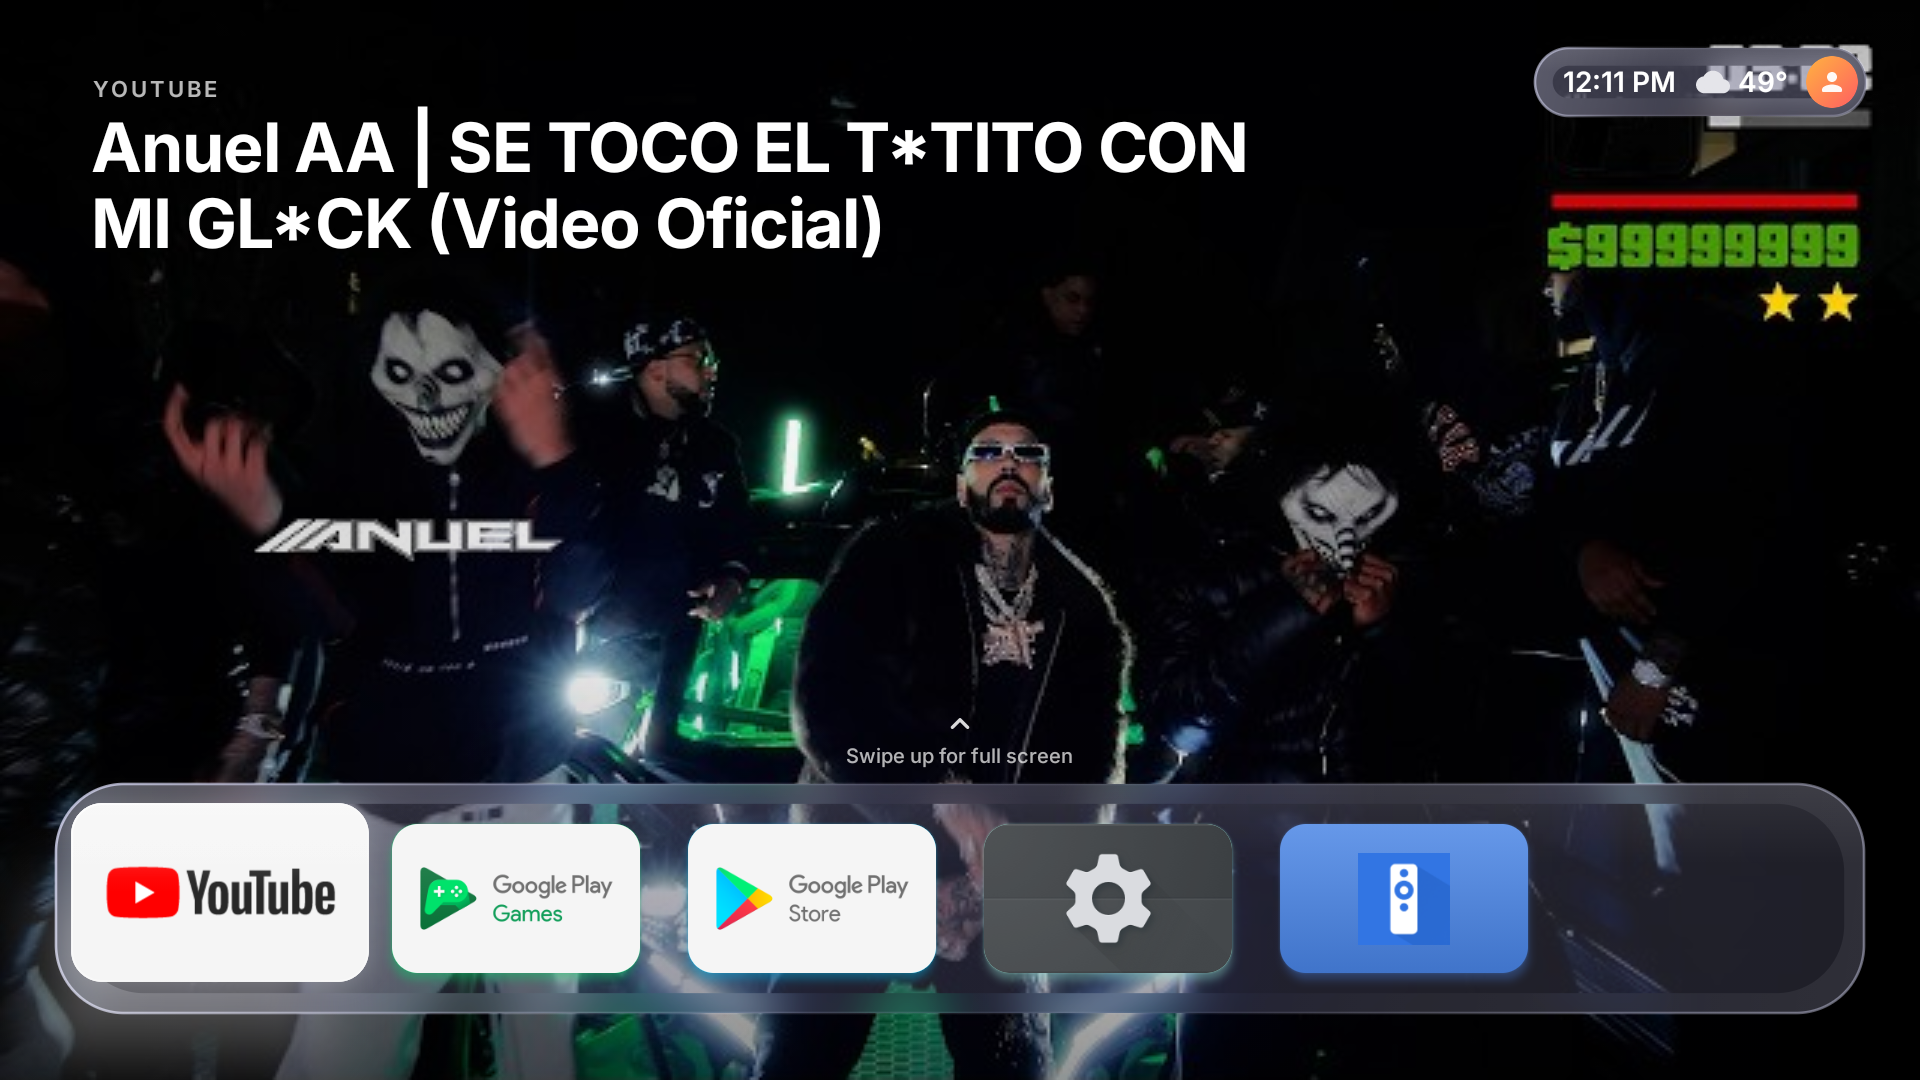 YOUTUBE
Anuel AA | SE TOCO EL T*TITO CON
MI GL*CK (Video Oficial)
12:11 PM 49°
$99999999
ANUEL
Swipe up for full screen
YouTube
Google Play
Games
Google Play
Store